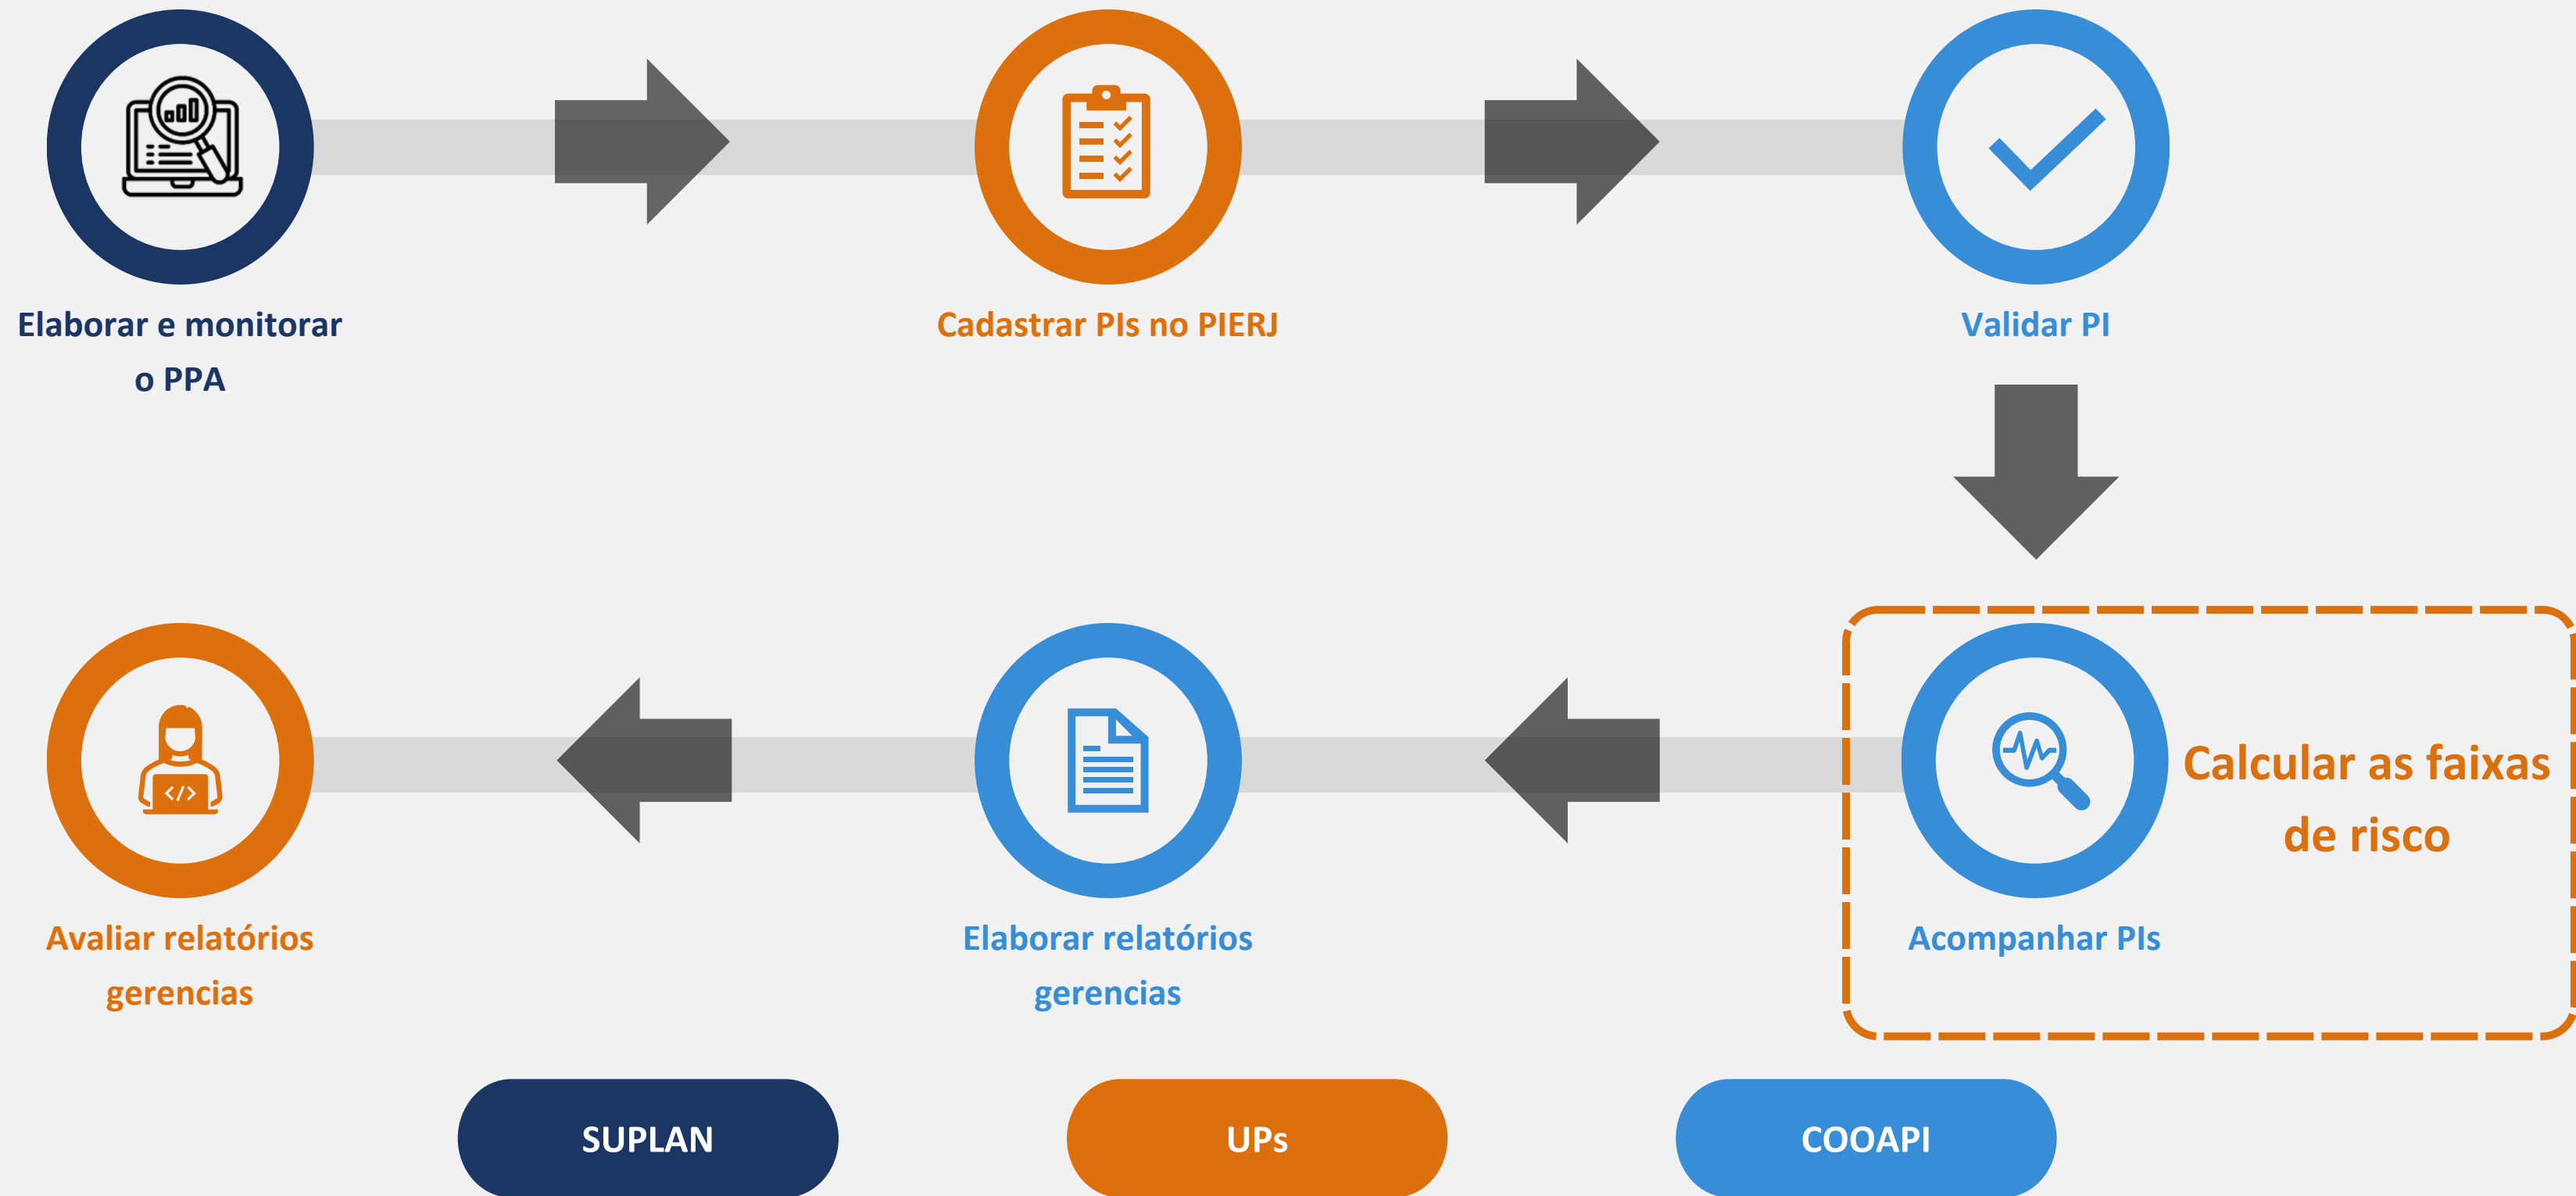 Elaborar e monitorar
o PPA
Cadastrar PIs no PIERJ
Validar PI
Calcular as faixas
de risco
Acompanhar PIs
Elaborar relatórios
gerencias
Avaliar relatórios
gerencias
SUPLAN
UPs
COOAPI